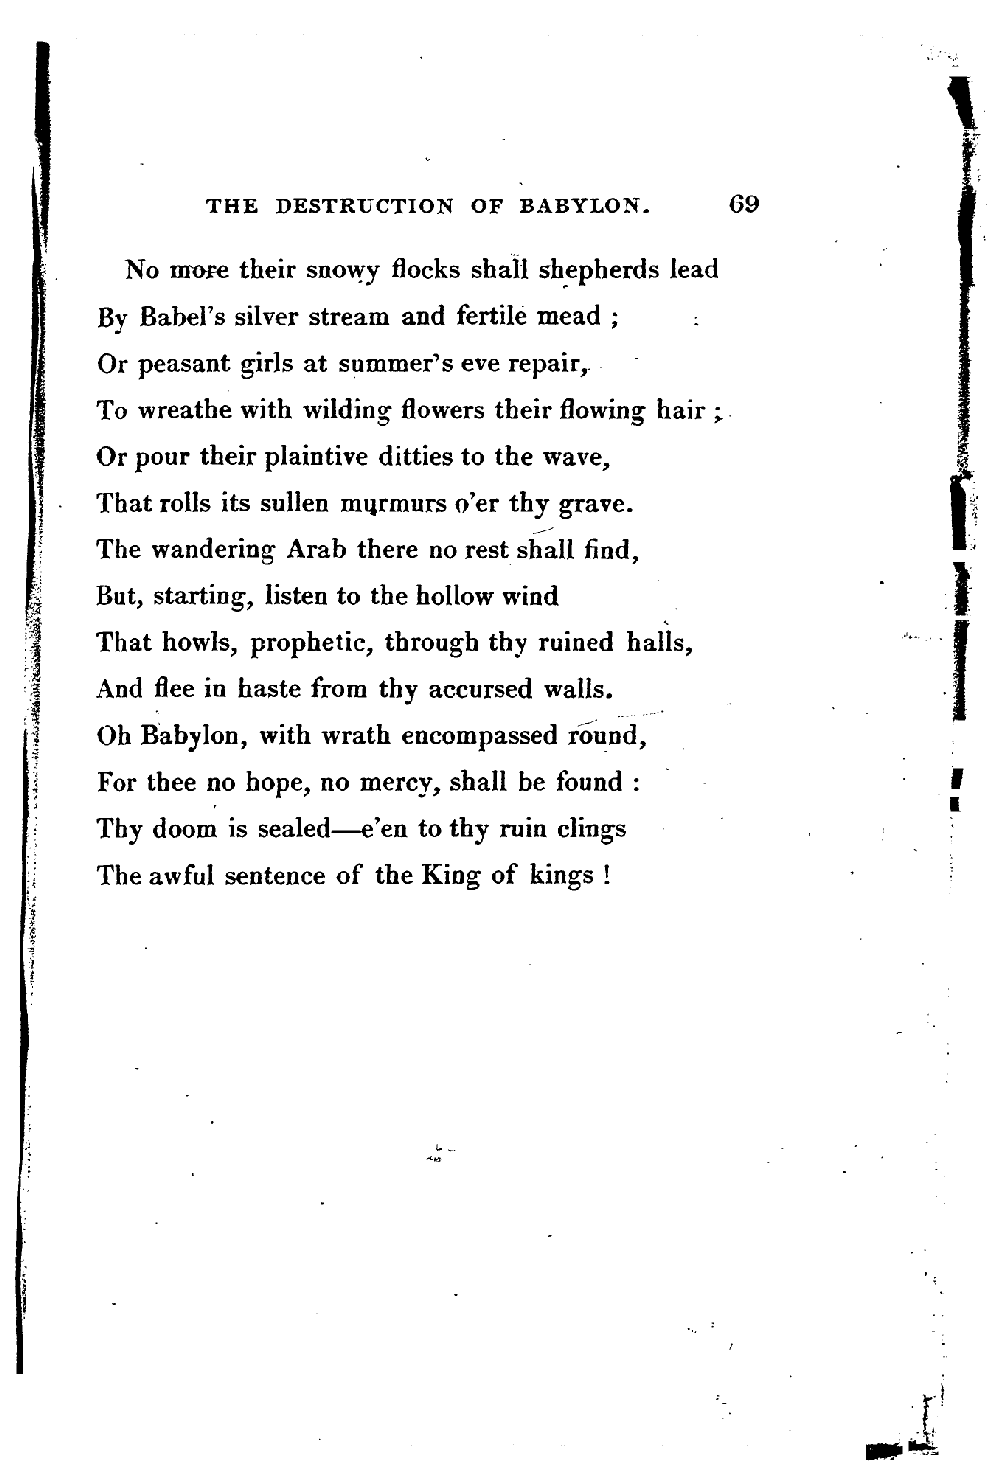 THE DESTRUCTION OF BABYLON. 69
No more their snowy flocks shall shepherds lead
By Babel's silver stream and fertile mead ;
Or peasant girls at summer's eve repair,
To wreathe with wilding flowers their flowing hair ;
Or pour their plaintive ditties to the wave,
That rolls its sullen murmurs o'er thy grave.
The wandering Arab there no rest shall find,
But, starting, listen to the hollow wind
That howls, prophetic, through thy ruined halls,
And flee in haste from thy accursed walls.
Oh Babylon, with wrath encompassed round,
For thee no hope, no mercy, shall be found :
Thy doom is sealed—e'en to thy ruin clings
The awful sentence of the King of kings !